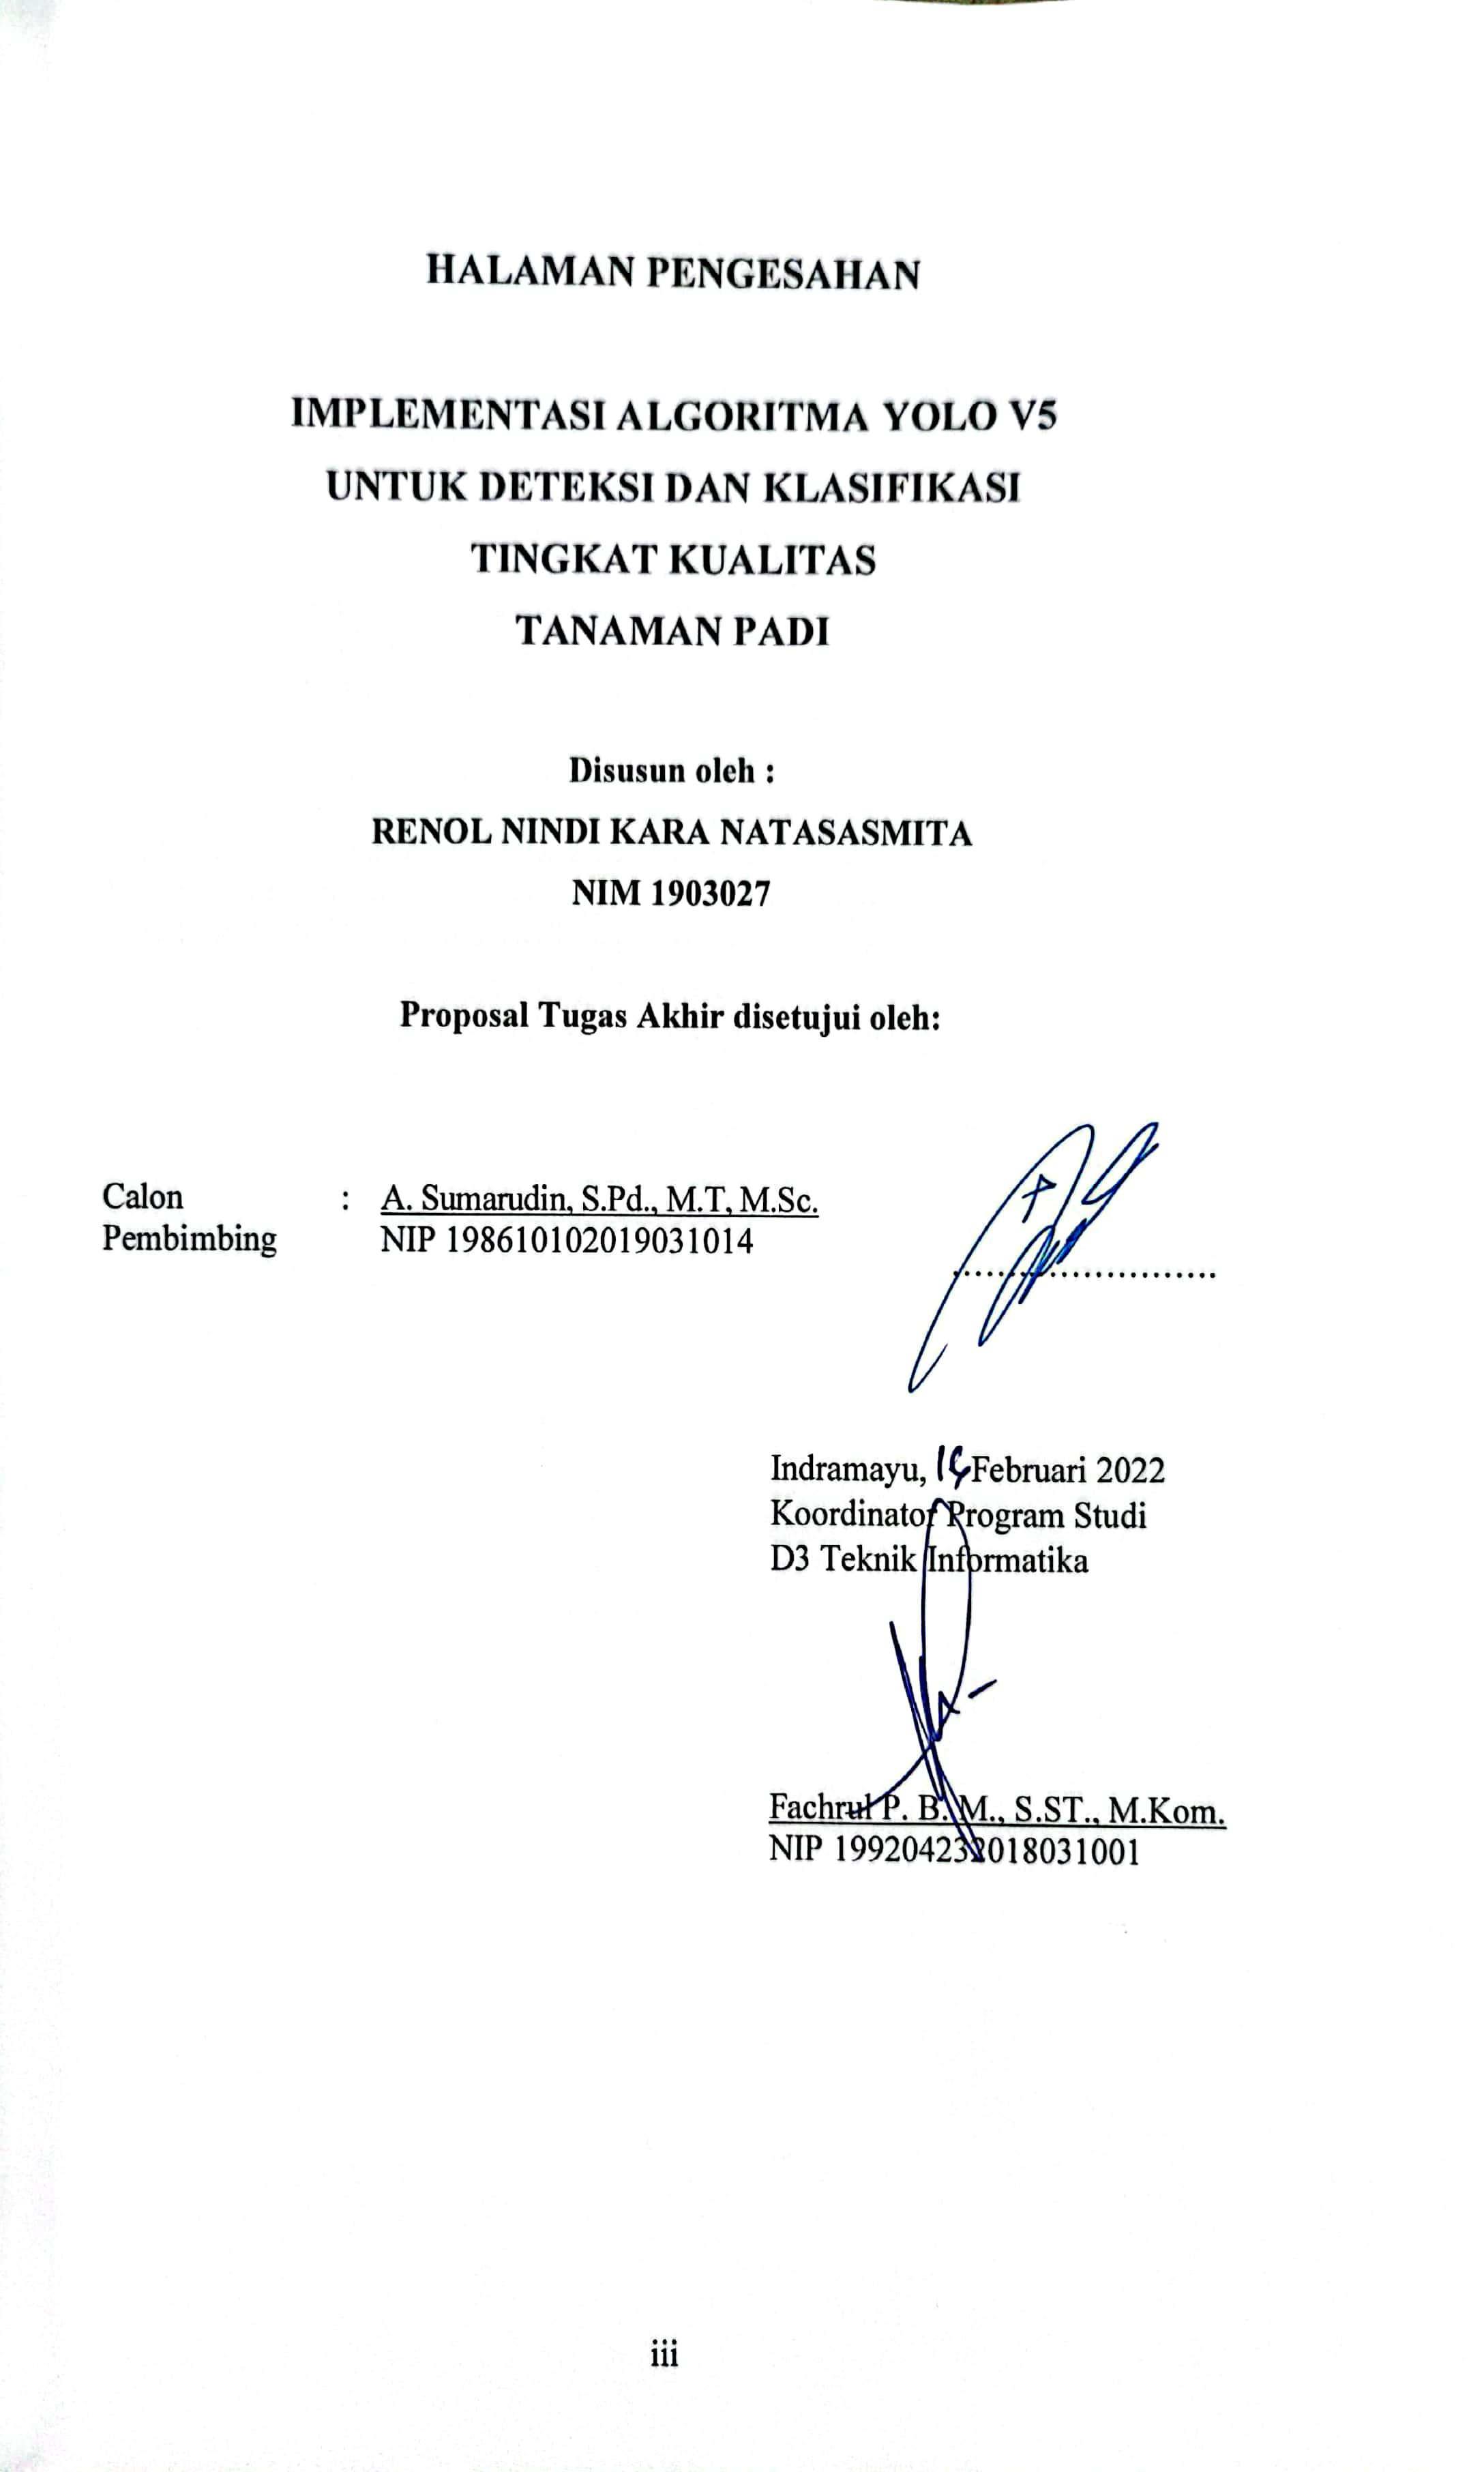 HALAMAN PENGESAHAN
IMPLEMENTASI ALGORITMA YOLO V5
UNTUK DETEKSI DAN KLASIFIKASI
TINGKAT KUALITAS
TANAMAN PADI
Disusun oleh :
RENOL NINDI KARA NATASASMITA
NIM 1903027
Proposal Tugas Akhir disetujui oleh:
Calon : A. Sumarudin, S.Pd., M.T, M.Sc.
Pembimbing NIP 198610102019031014
..........................
Indramayu, Februari 2022
Koordinator Program Studi
D3 Teknik Informatika
Fachrul P. B. M., S.ST., M.Kom.
NIP 199204232018031001
iii